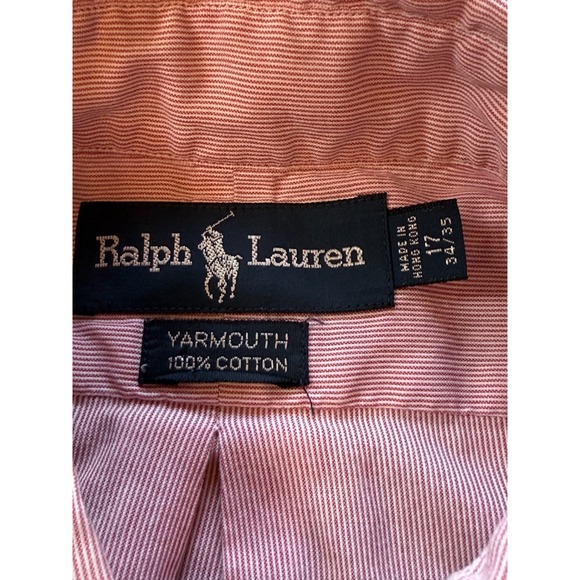 Ralph Lauren
MADE IN
HONG KONG
17
34/35
YARMOUTH
100% COTTON